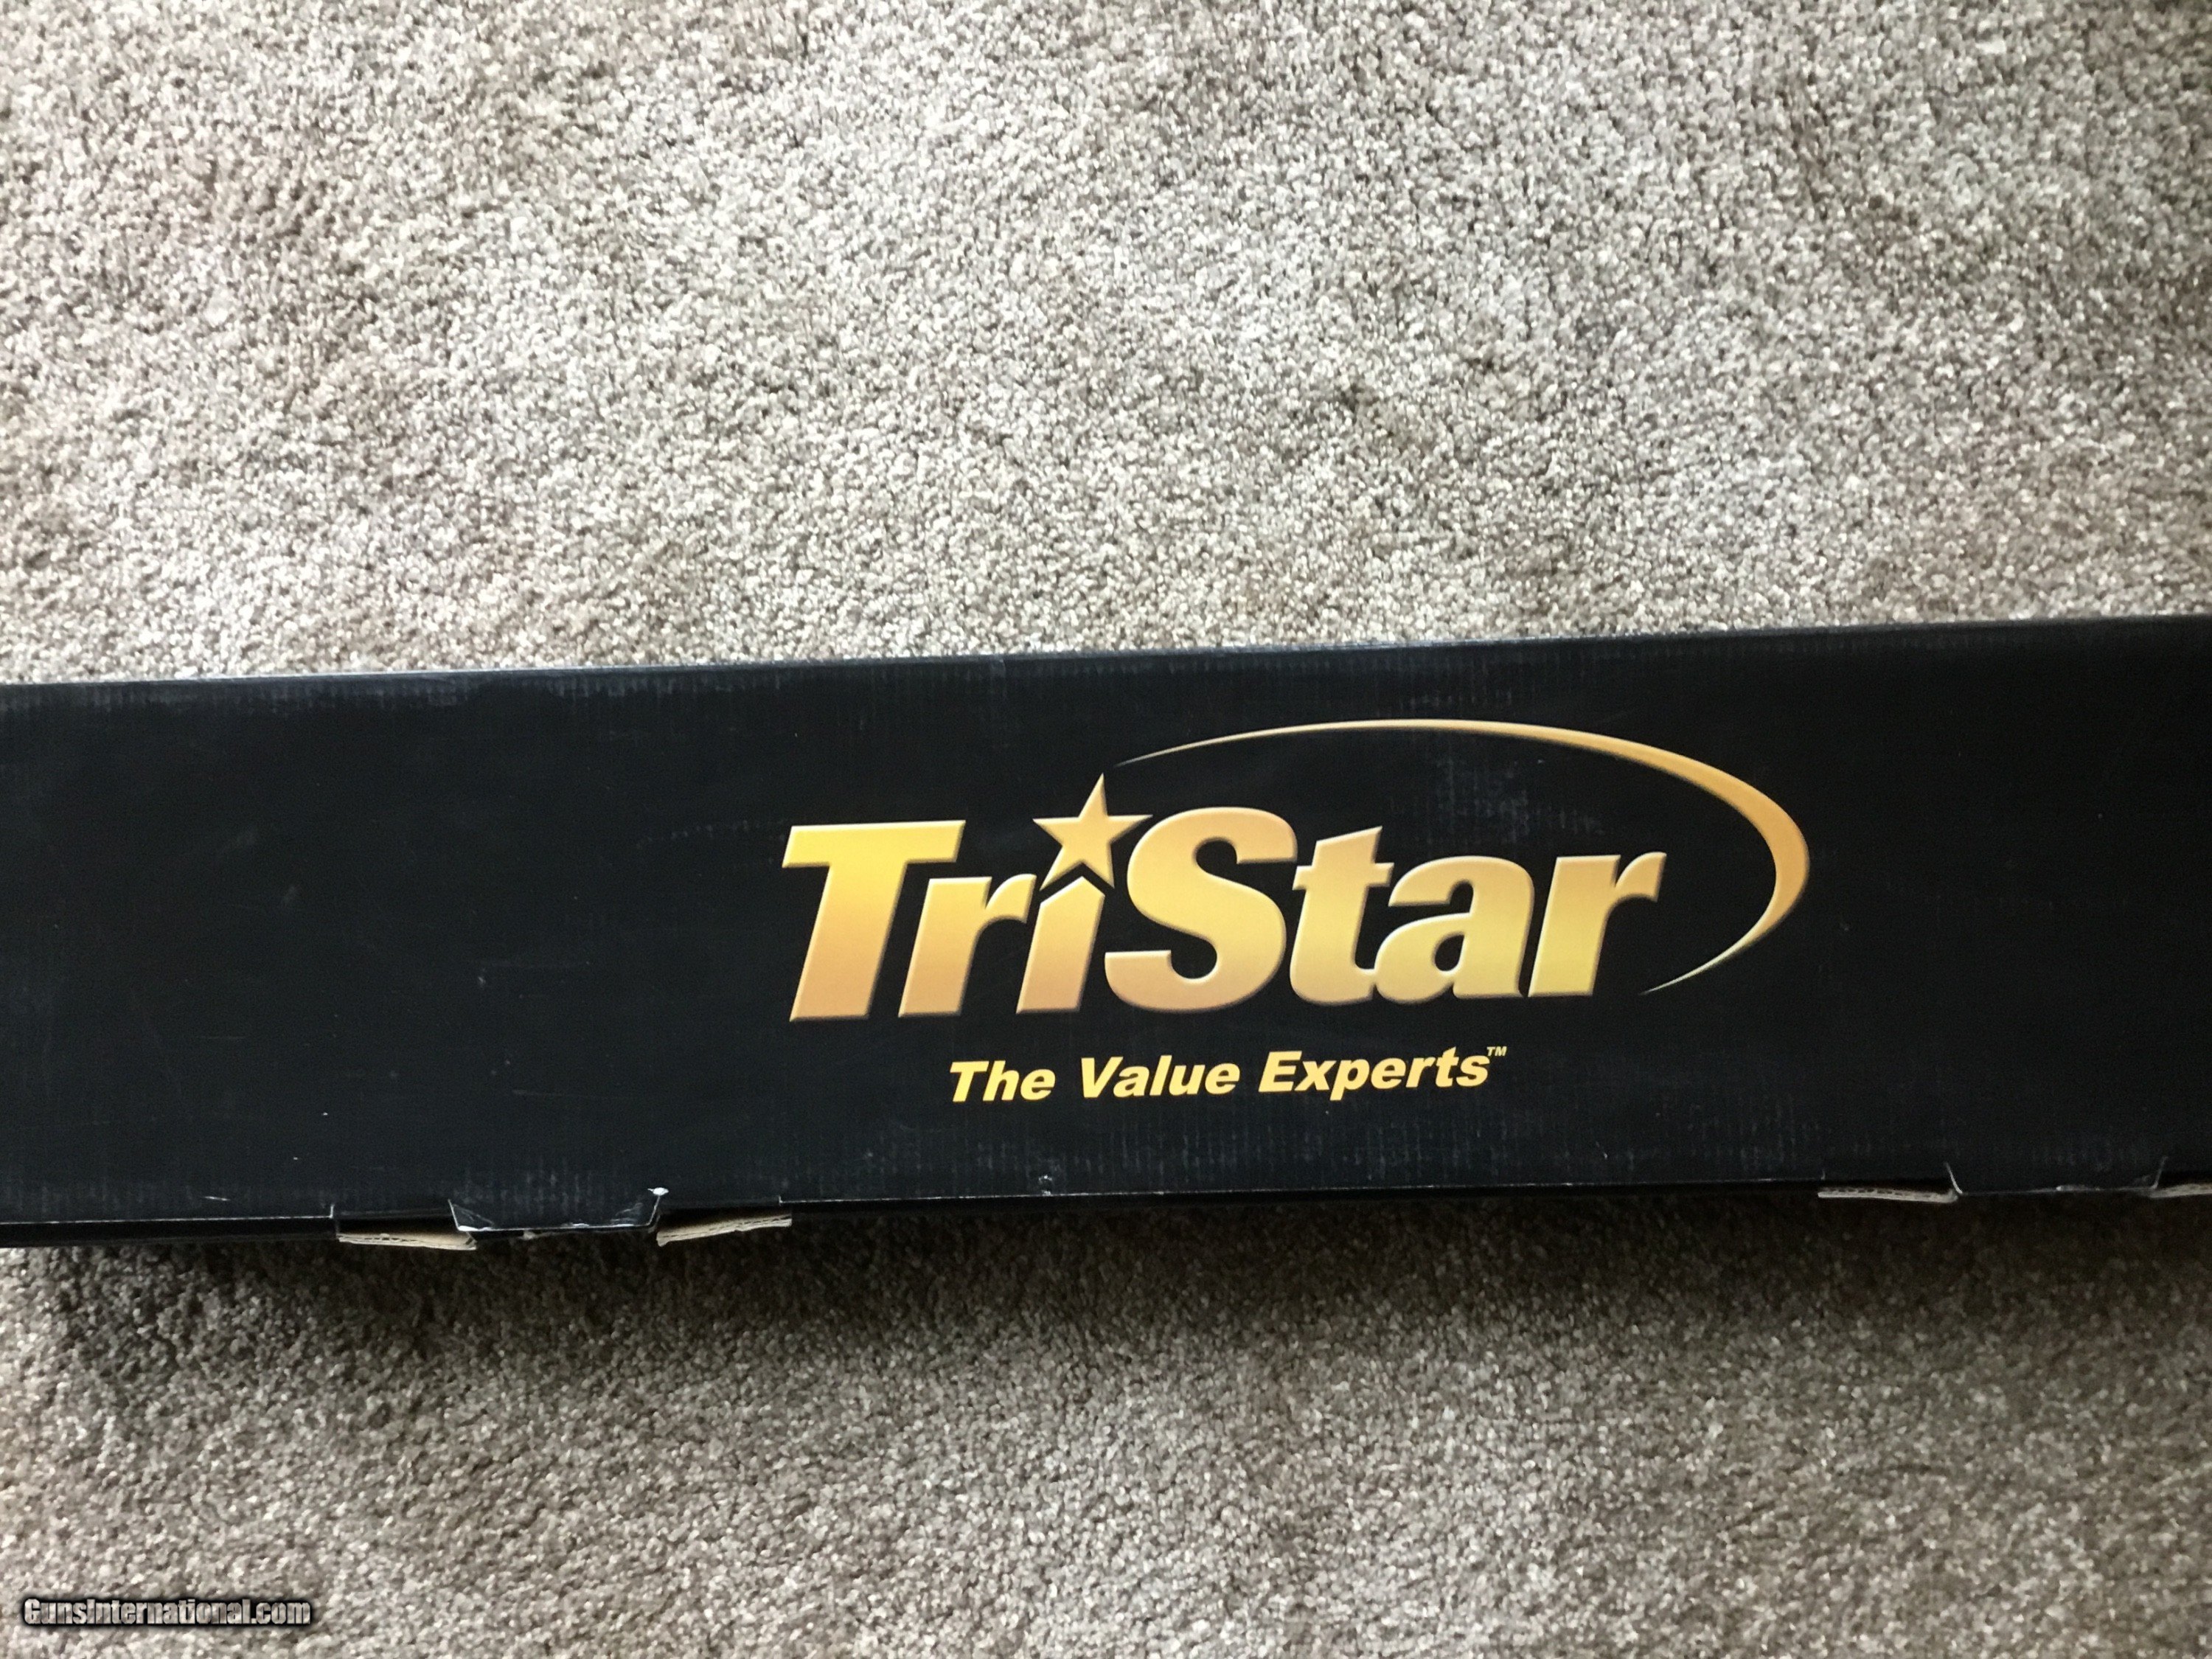 TriStar
The Value Experts™
GunsInternational.com